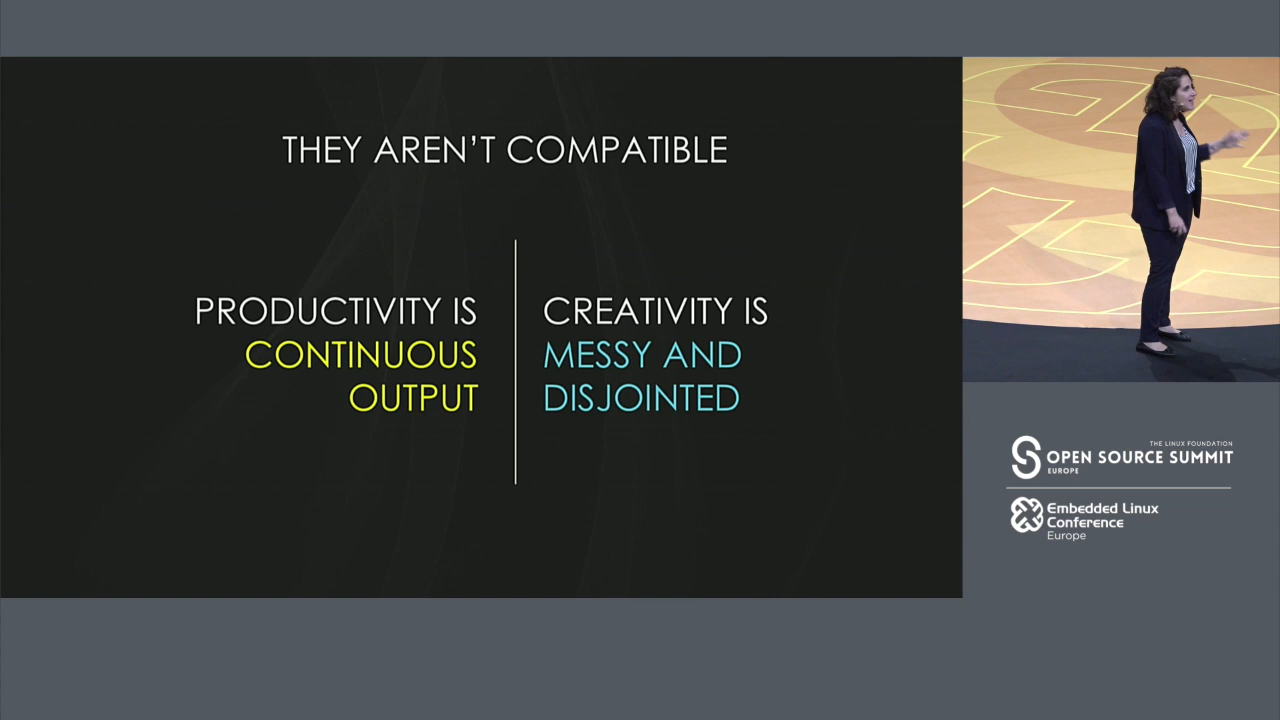 THEY AREN'T COMPATIBLE
PRODUCTIVITY IS
CONTINUOUS
OUTPUT
CREATIVITY IS
MESSY AND
DISJOINTED
THE LINUX FOUNDATION
OPEN SOURCE SUMMIT
EUROPE
Embedded Linux
Conference
Europe